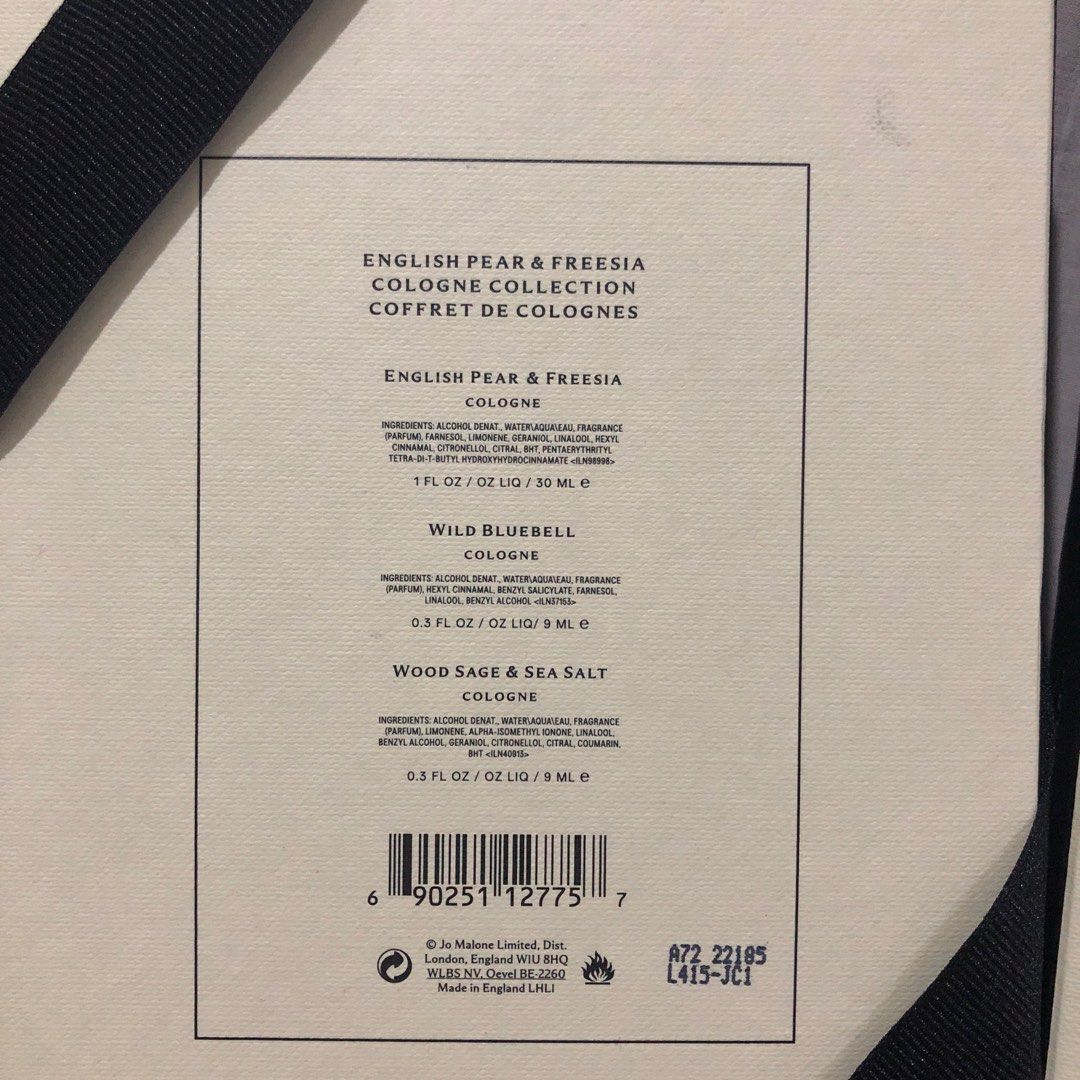 ENGLISH PEAR & FREESIA
COLOGNE COLLECTION
COFFRET DE COLOGNES
ENGLISH PEAR & FREESIA
COLOGNE
INGREDIENTS: ALCOHOL DENAT., WATER\AQUA\EAU, FRAGRANCE
(PARFUM), FARNESOL, LIMONENE, GERANIOL, LINALOOL, HEXYL
CINNAMAL, CITRONELLOL, CITRAL, BHT, PENTAERYTHRITYL
TETRA-DI-T-BUTYL HYDROXYHYDROCINNAMATE <ILN98998>
1 FL OZ / OZ LIQ / 30 ML ℮
WILD BLUEBELL
COLOGNE
INGREDIENTS: ALCOHOL DENAT., WATER\AQUA\EAU, FRAGRANCE
(PARFUM), HEXYL CINNAMAL, BENZYL SALICYLATE, FARNESOL,
LINALOOL, BENZYL ALCOHOL <ILN37153>
0.3 FL OZ / OZ LIQ/ 9 ML ℮
WOOD SAGE & SEA SALT
COLOGNE
INGREDIENTS: ALCOHOL DENAT., WATER\AQUA\EAU, FRAGRANCE
(PARFUM), LIMONENE, ALPHA-ISOMETHYL IONONE, LINALOOL,
BENZYL ALCOHOL, GERANIOL, CITRONELLOL, CITRAL, COUMARIN,
BHT <ILN40913>
0.3 FL OZ / OZ LIQ / 9 ML ℮
6 90251 12775 7
© Jo Malone Limited, Dist.
London, England W1U 8HQ
WLBS NV, Oevel BE-2260
Made in England LHLI
A72 22185
L415-JC1